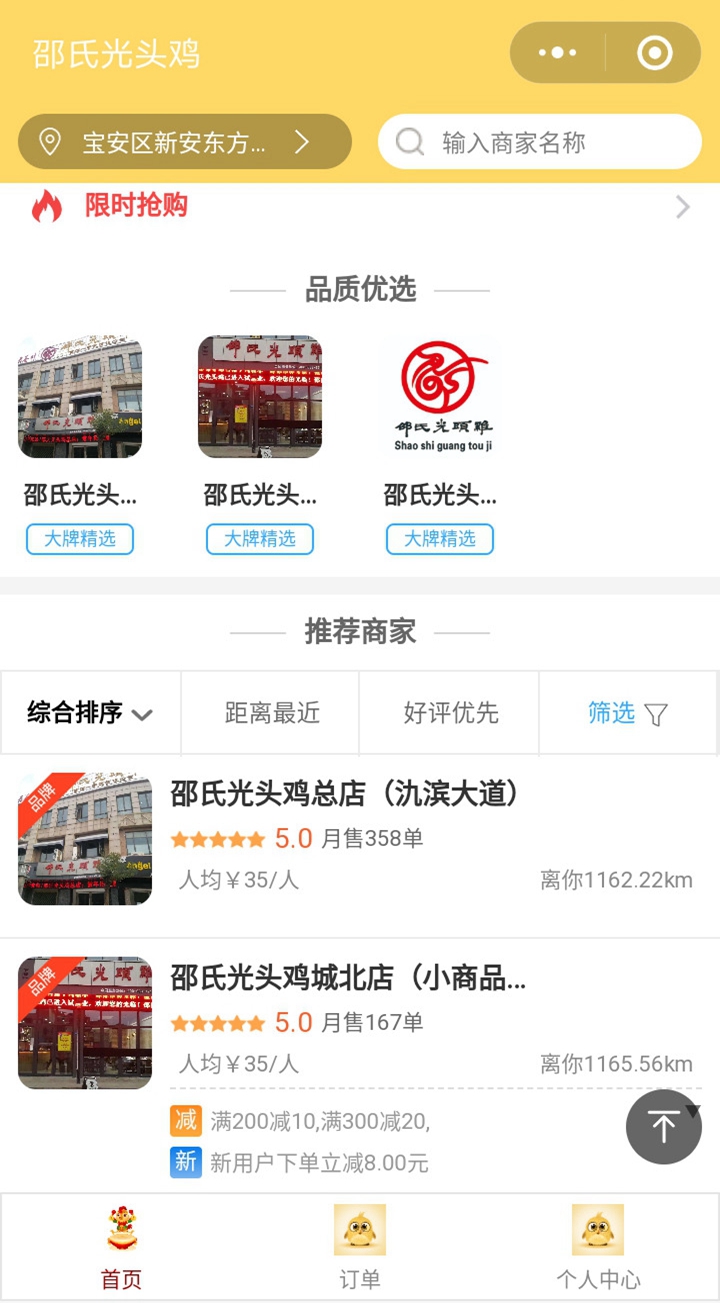 邵氏光头鸡
宝安区新安东方...
输入商家名称
限时抢购
品质优选
邵氏光頭雞
Shao shi guang tou ji
邵氏光头...
邵氏光头...
邵氏光头...
大牌精选
大牌精选
大牌精选
推荐商家
综合排序
距离最近
好评优先
筛选
品牌
邵氏光头鸡总店（氿滨大道）
5.0 月售358单
人均￥35/人
离你1162.22km
品牌
邵氏光头鸡城北店（小商品...
5.0 月售167单
人均￥35/人
离你1165.56km
减 满200减10,满300减20,
新 新用户下单立减8.00元
首页
订单
个人中心